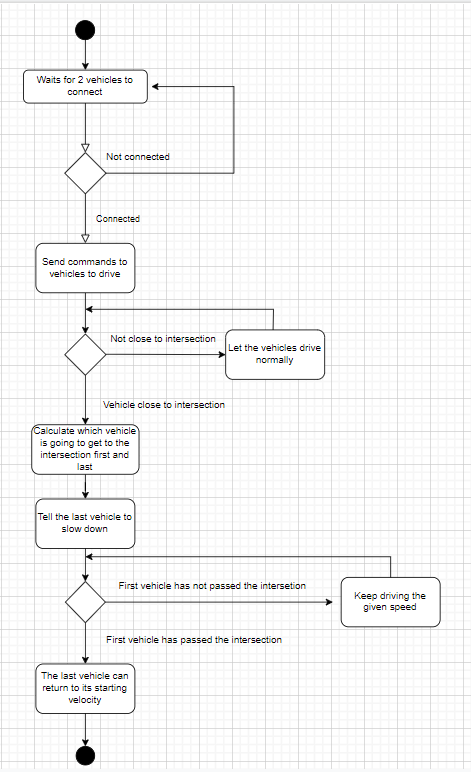 Waits for 2 vehicles to
connect
Not connected
Connected
Send commands to
vehicles to drive
Not close to intersection
Let the vehicles drive
normally
Vehicle close to intersection
Calculate which vehicle
is going to get to the
intersection first and
last
Tell the last vehicle to
slow down
First vehicle has not passed the intersetion
Keep driving the
given speed
First vehicle has passed the intersection
The last vehicle can
return to its starting
velocity